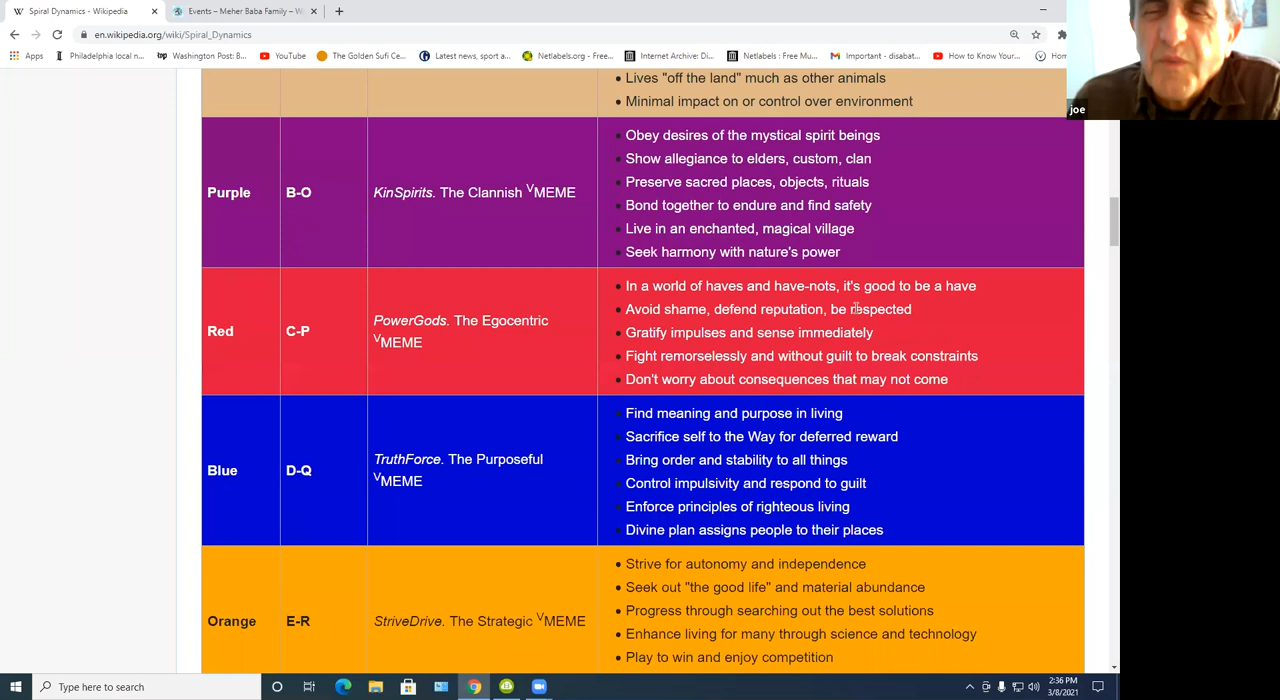 Spiral Dynamics - Wikipedia
Events – Meher Baba Family – W
en.wikipedia.org/wiki/Spiral_Dynamics
Apps
Philadelphia local n...
Washington Post: B...
YouTube
The Golden Sufi Ce...
Latest news, sport a...
Netlabels.org - Free...
Internet Archive: Di...
Netlabels : Free Mu...
Important - disabat...
How to Know Your...
Hom
Lives "off the land" much as other animals
Minimal impact on or control over environment
joe
Purple
B-O
KinSpirits. The Clannish VMEME
Obey desires of the mystical spirit beings
Show allegiance to elders, custom, clan
Preserve sacred places, objects, rituals
Bond together to endure and find safety
Live in an enchanted, magical village
Seek harmony with nature's power
Red
C-P
PowerGods. The Egocentric
VMEME
In a world of haves and have-nots, it's good to be a have
Avoid shame, defend reputation, be respected
Gratify impulses and sense immediately
Fight remorselessly and without guilt to break constraints
Don't worry about consequences that may not come
Blue
D-Q
TruthForce. The Purposeful
VMEME
Find meaning and purpose in living
Sacrifice self to the Way for deferred reward
Bring order and stability to all things
Control impulsivity and respond to guilt
Enforce principles of righteous living
Divine plan assigns people to their places
Orange
E-R
StriveDrive. The Strategic VMEME
Strive for autonomy and independence
Seek out "the good life" and material abundance
Progress through searching out the best solutions
Enhance living for many through science and technology
Play to win and enjoy competition
Type here to search
2:36 PM
3/8/2021